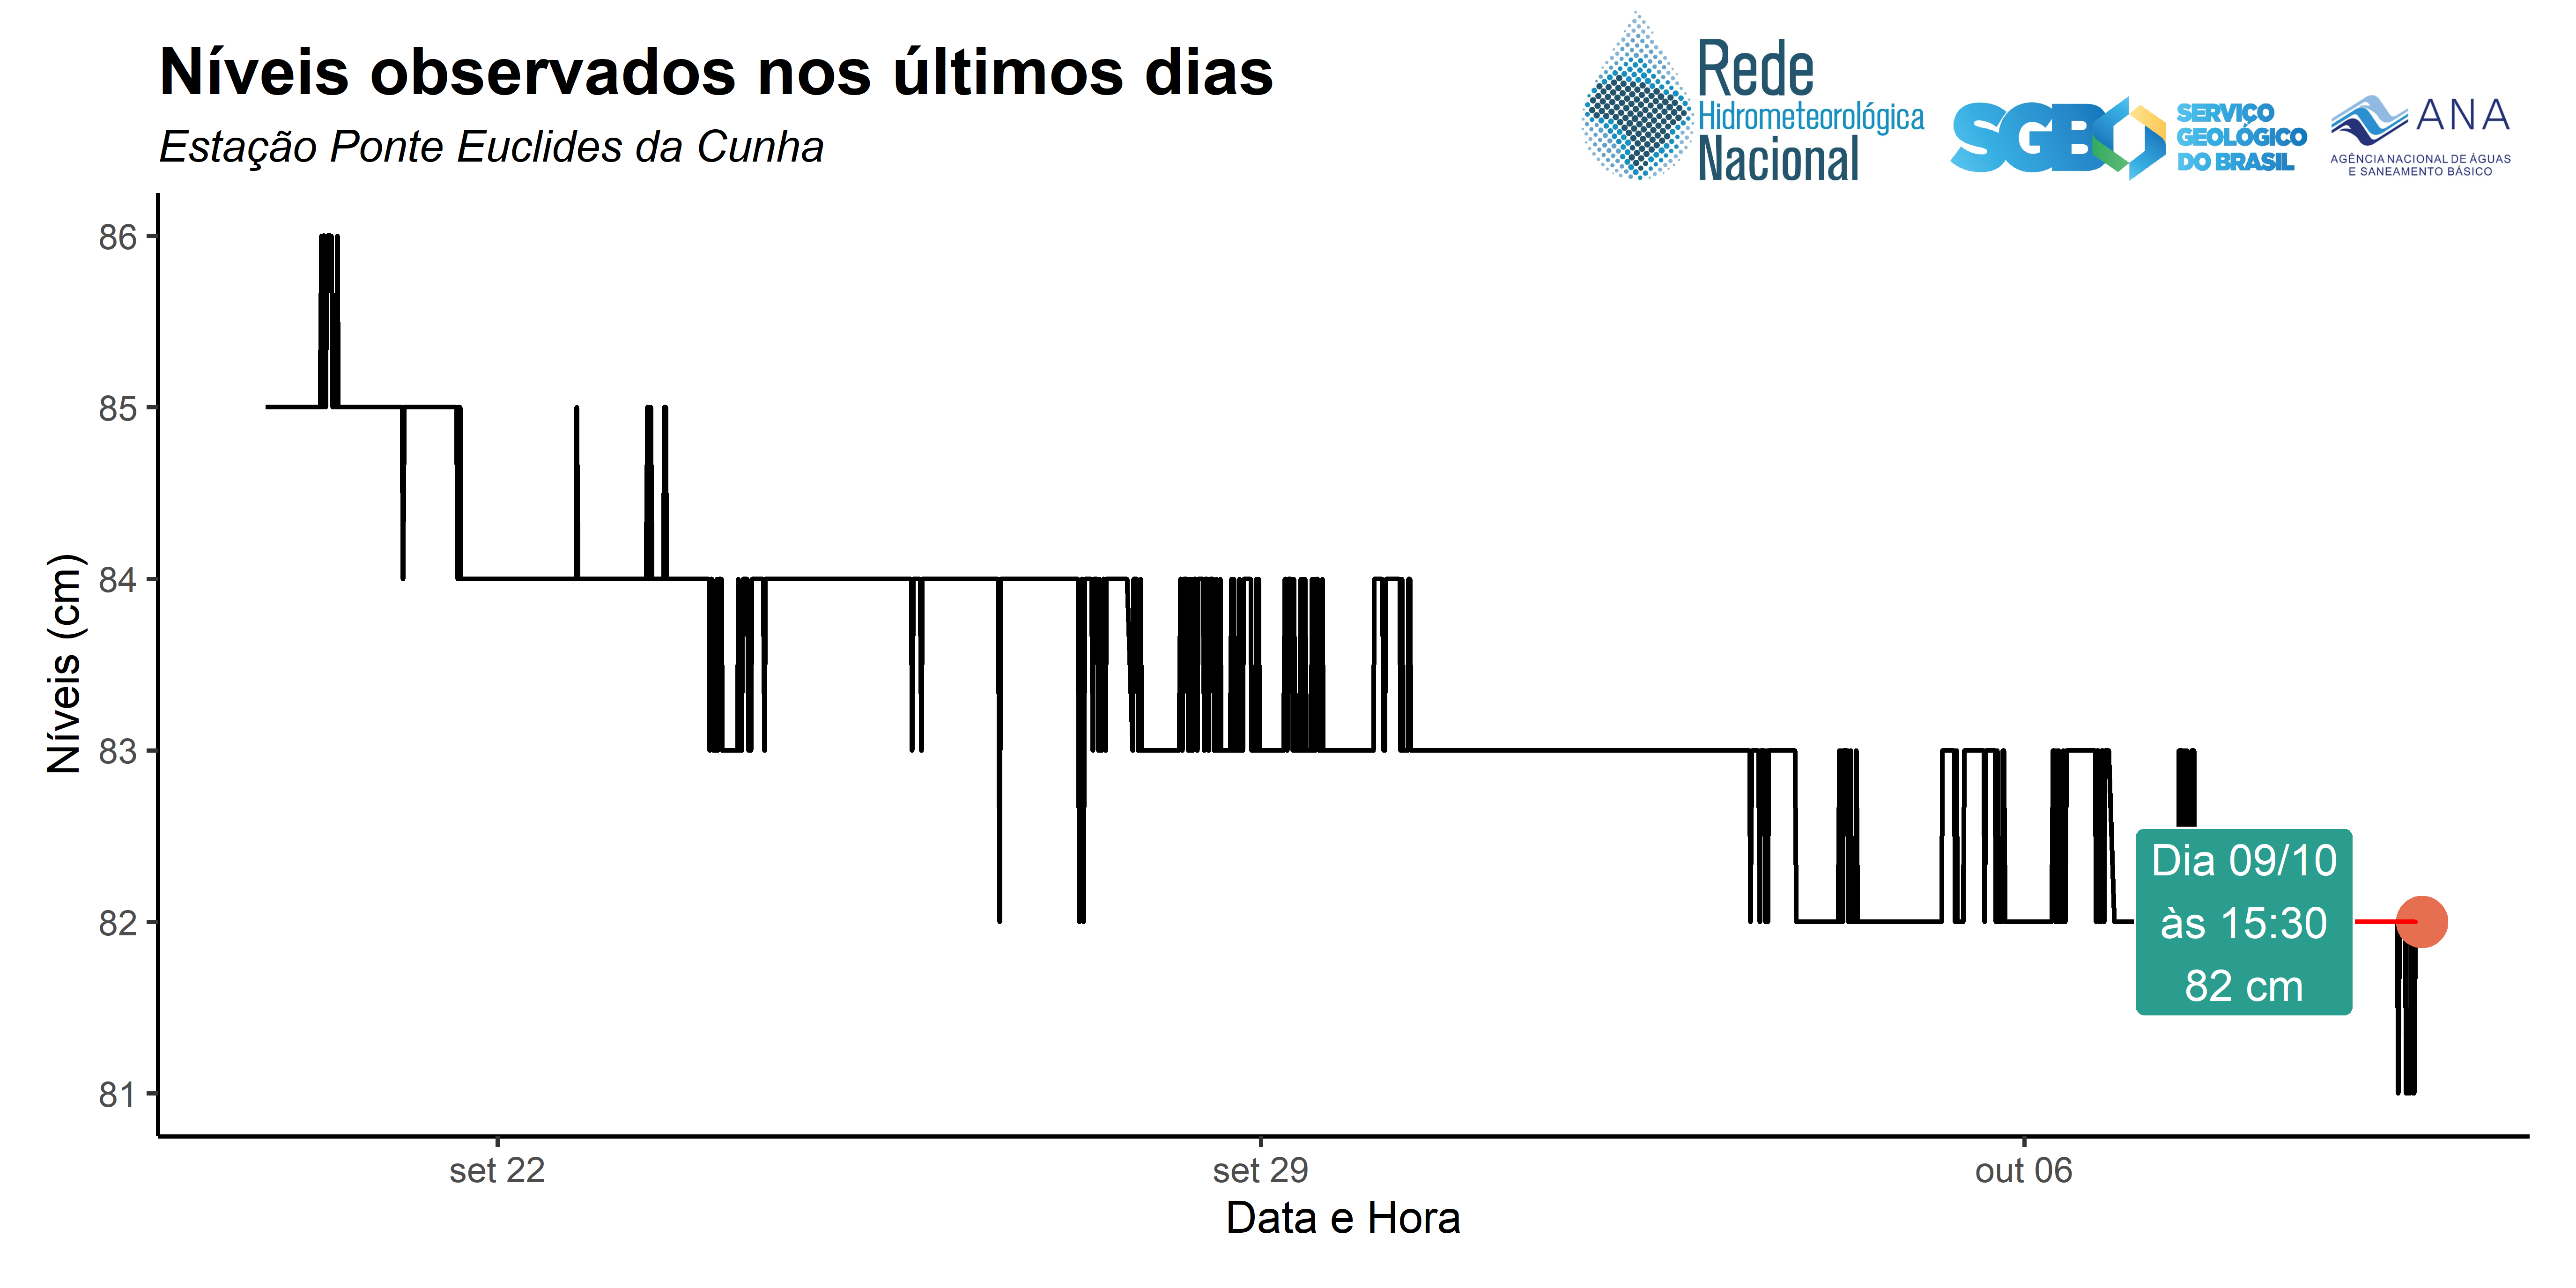 Níveis observados nos últimos dias
Estação Ponte Euclides da Cunha
Rede
Hidrometeorológica
Nacional
SGB
SERVIÇO
GEOLÓGICO
DO BRASIL
ANA
AGÊNCIA NACIONAL DE ÁGUAS
E SANEAMENTO BÁSICO
Níveis (cm)
86
85
84
83
82
81
Dia 09/10
às 15:30
82 cm
set 22
set 29
out 06
Data e Hora